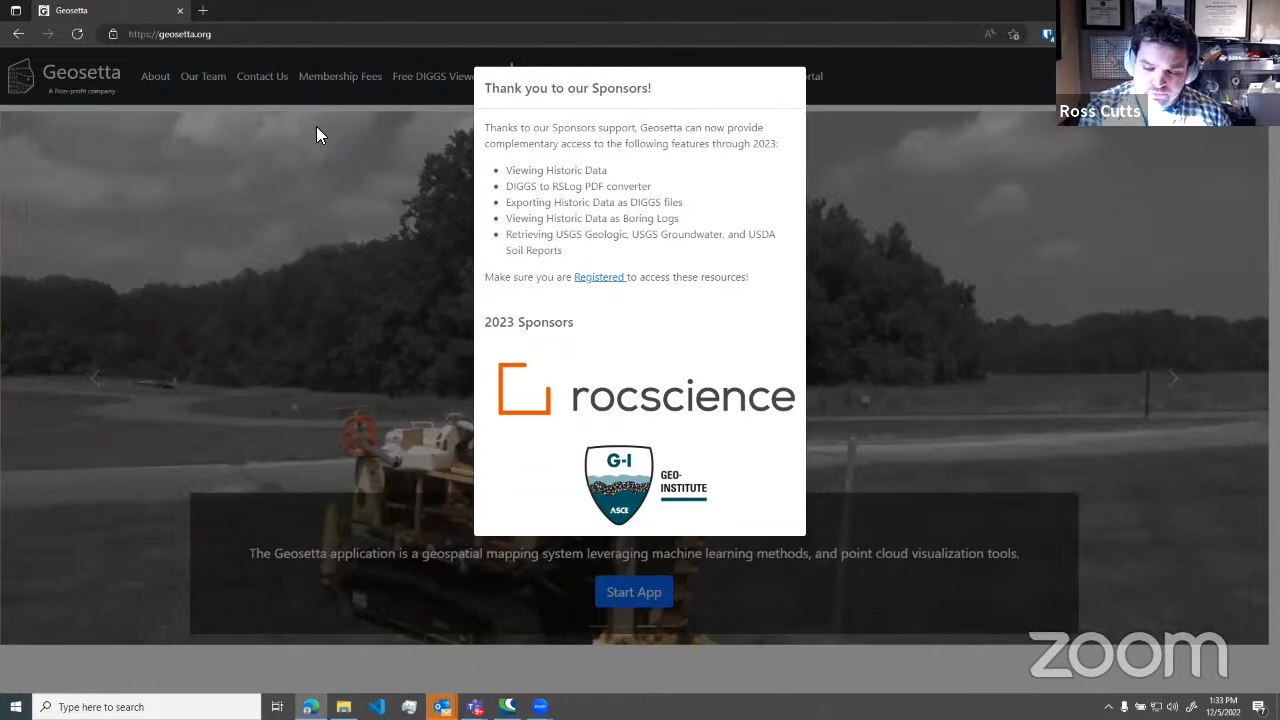 Geosetta
https://geosetta.org
Geosetta
A Non-profit company
About
Our Team
Contact Us
Membership Fees
Free DIGGS View
rtal
Ross Cutts
Thank you to our Sponsors!
Thanks to our Sponsors support, Geosetta can now provide
complementary access to the following features through 2023:
Viewing Historic Data
DIGGS to RSLog PDF converter
Exporting Historic Data as DIGGS files
Viewing Historic Data as Boring Logs
Retrieving USGS Geologic, USGS Groundwater, and USDA
Soil Reports
Make sure you are Registered to access these resources!
2023 Sponsors
rocscience
G-I
ASCE
GEO-
INSTITUTE
The Geosetta application is a geospatial mapping system leveraging machine learning methods, and point cloud visualization tools.
Start App
zoom
Type here to search
1:33 PM
12/5/2022